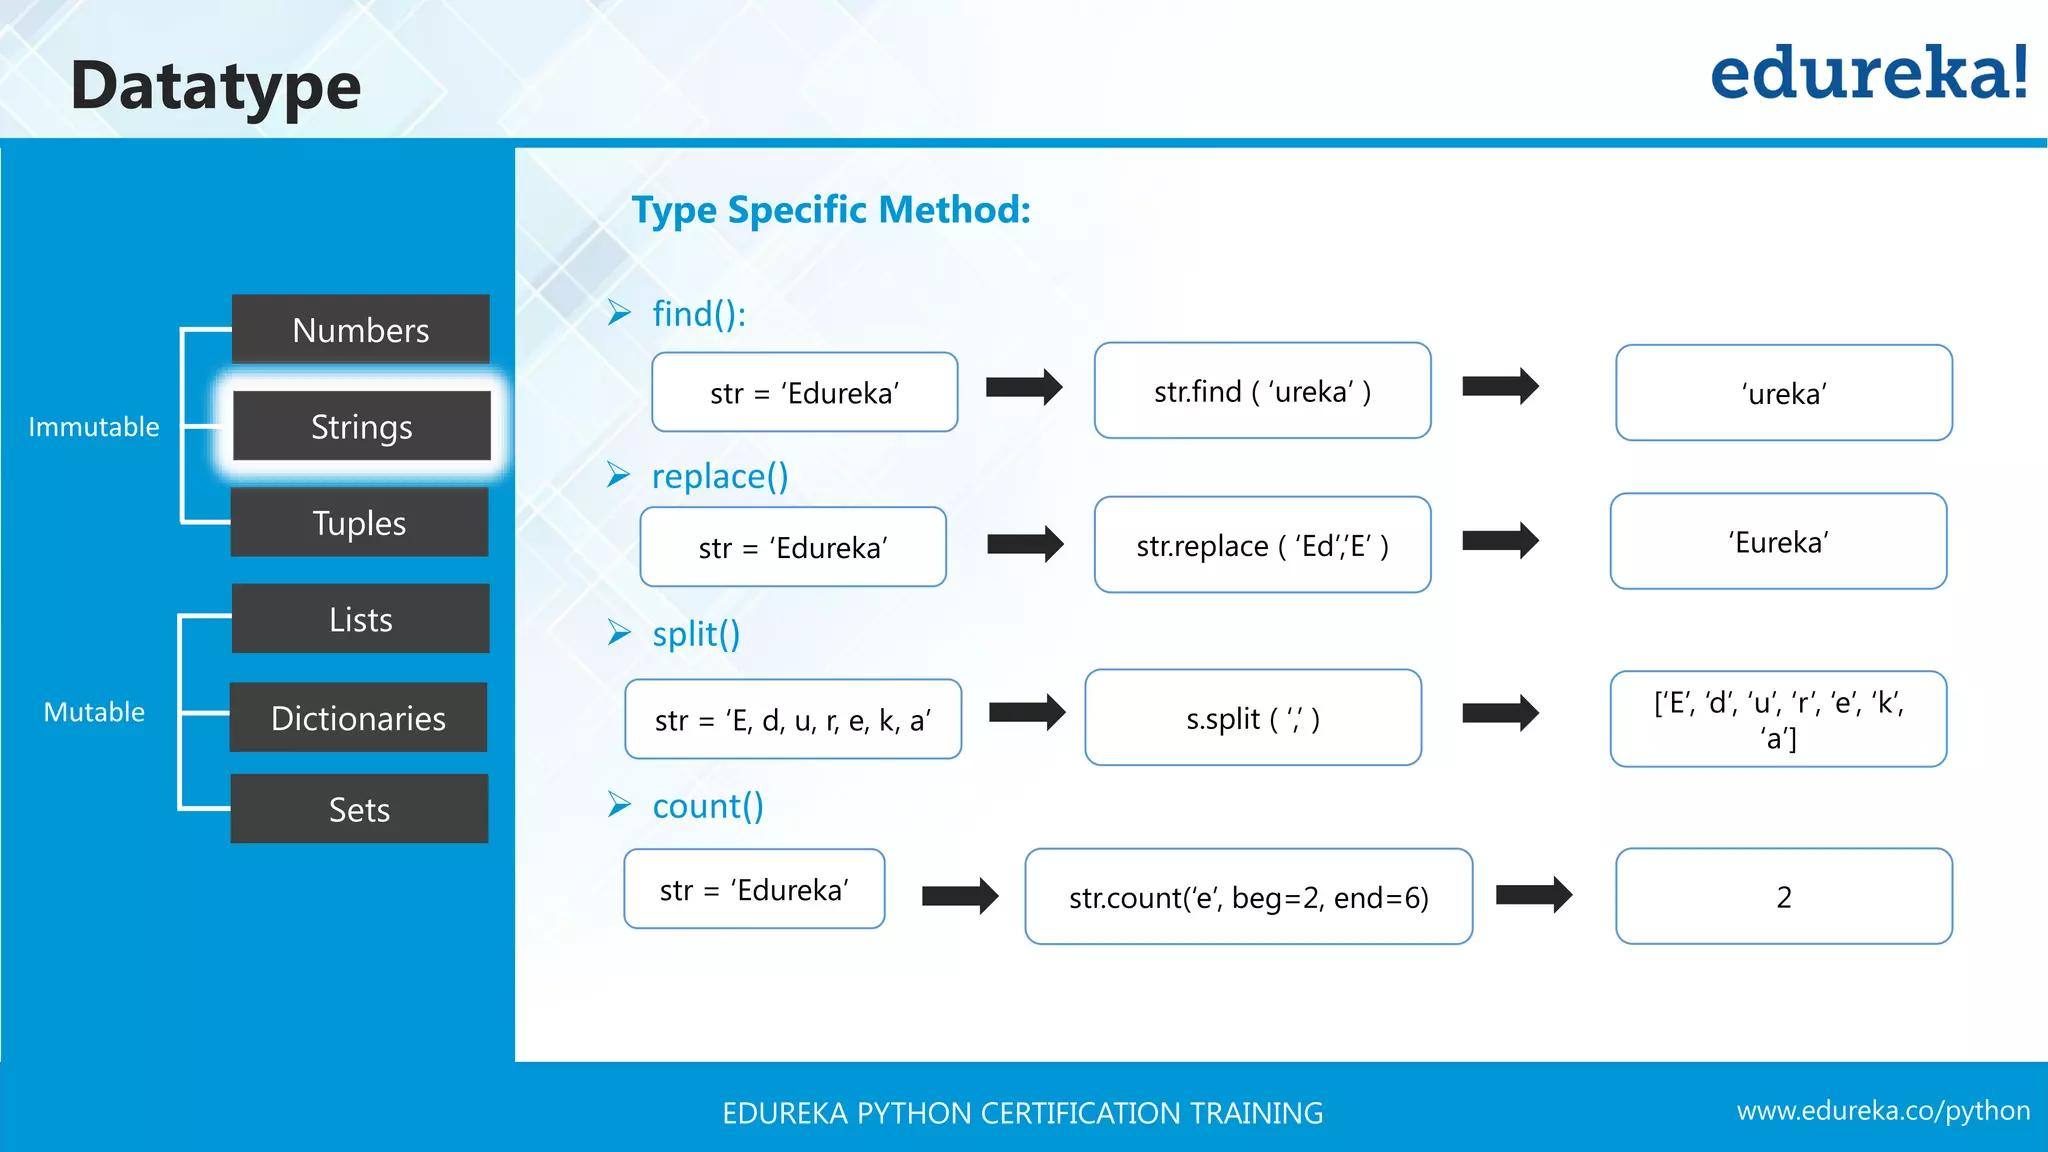 Datatype
edureka!
Immutable
Numbers
Strings
Tuples
Mutable
Lists
Dictionaries
Sets
Type Specific Method:
find():
str = ‘Edureka’
str.find ( ‘ureka’ )
‘ureka’
replace()
str = ‘Edureka’
str.replace ( ‘Ed’,’E’ )
‘Eureka’
split()
str = ’E, d, u, r, e, k, a’
s.split ( ‘,’ )
[‘E’, ‘d’, ‘u’, ‘r’, ‘e’, ‘k’,
‘a’]
count()
str = ‘Edureka’
str.count(‘e’, beg=2, end=6)
2
EDUREKA PYTHON CERTIFICATION TRAINING
www.edureka.co/python